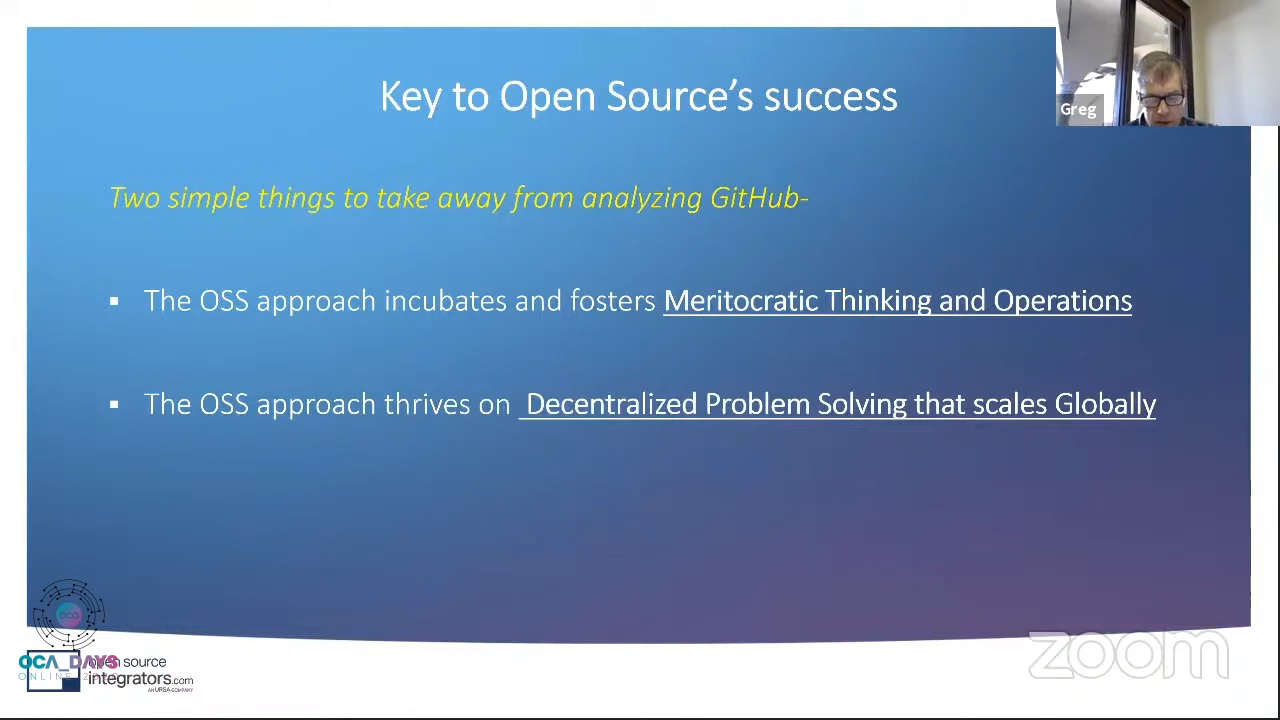 Key to Open Source's success
Greg
Two simple things to take away from analyzing GitHub-
▪ The OSS approach incubates and fosters Meritocratic Thinking and Operations
▪ The OSS approach thrives on Decentralized Problem Solving that scales Globally
OCA
OCA_DAYS
ONLINE
open source
integrators.com
AN URSA COMPANY
zoom